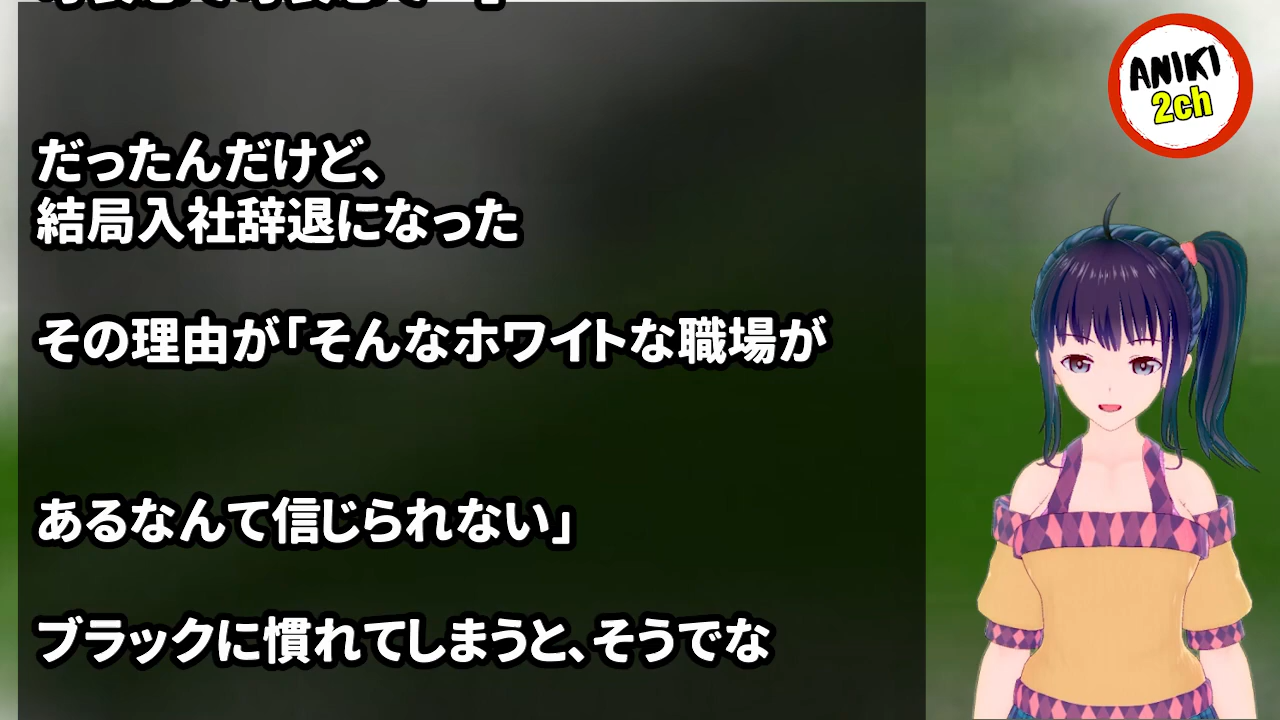 だったんだけど、
結局入社辞退になった
その理由が「そんなホワイトな職場が
あるなんて信じられない」
ブラックに慣れてしまうと、そうでな
ANIKI
2ch